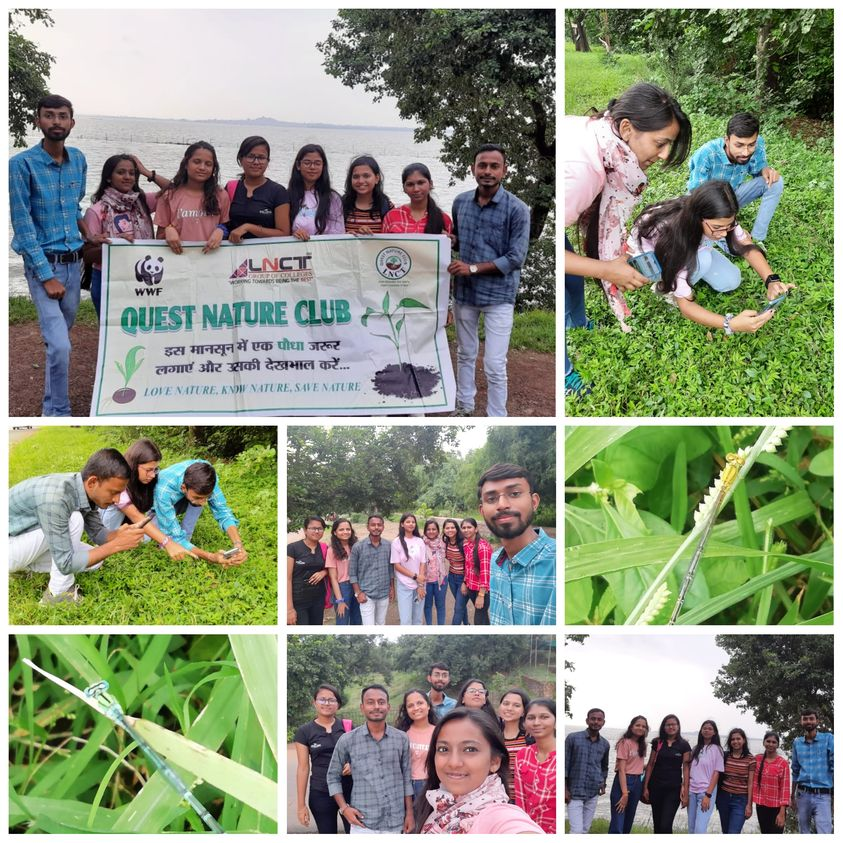 WWF
LNCT
GROUP OF COLLEGES
"WORKING TOWARDS BEING THE BEST"
LNCT
QUEST NATURE CLUB
इस मानसून में एक पौधा जरूर
लगाएं और उसकी देखभाल करें...
LOVE NATURE, KNOW NATURE, SAVE NATURE